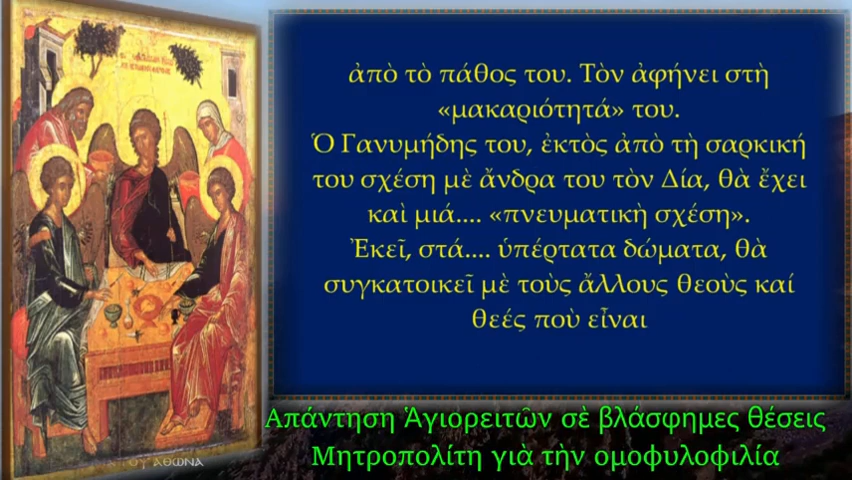 ἀπὸ τὸ πάθος του. Τὸν ἀφήνει στὴ
«μακαριότητά» του.
Ὁ Γανυμήδης του, ἐκτὸς ἀπὸ τὴ σαρκική
του σχέση μὲ ἄνδρα του τὸν Δία, θὰ ἔχει
καὶ μιά.... «πνευματικὴ σχέση».
Ἐκεῖ, στά.... ὑπέρτατα δώματα, θὰ
συγκατοικεῖ μὲ τοὺς ἄλλους θεοὺς καί
θεές ποὺ εἶναι
Απάντηση Ἁγιορειτῶν σὲ βλάσφημες θέσεις
Μητροπολίτη γιὰ τὴν ομοφυλοφιλία